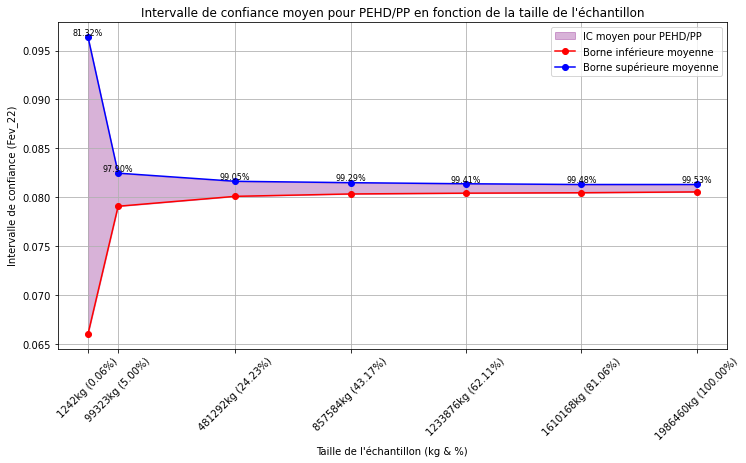 Intervalle de confiance moyen pour PEHD/PP en fonction de la taille de l'échantillon
IC moyen pour PEHD/PP
Borne inférieure moyenne
Borne supérieure moyenne
Intervalle de confiance (Fev_22)
0.095
0.090
0.085
0.080
0.075
0.070
0.065
81.32%
99.05%
99.29%
99.41%
99.48%
99.53%
1242kg (0.06%)
99323kg (5.00%)
481292kg (24.23%)
857584kg (43.17%)
1233876kg (62.11%)
1610168kg (81.06%)
1986460kg (100.00%)
Taille de l'échantillon (kg & %)